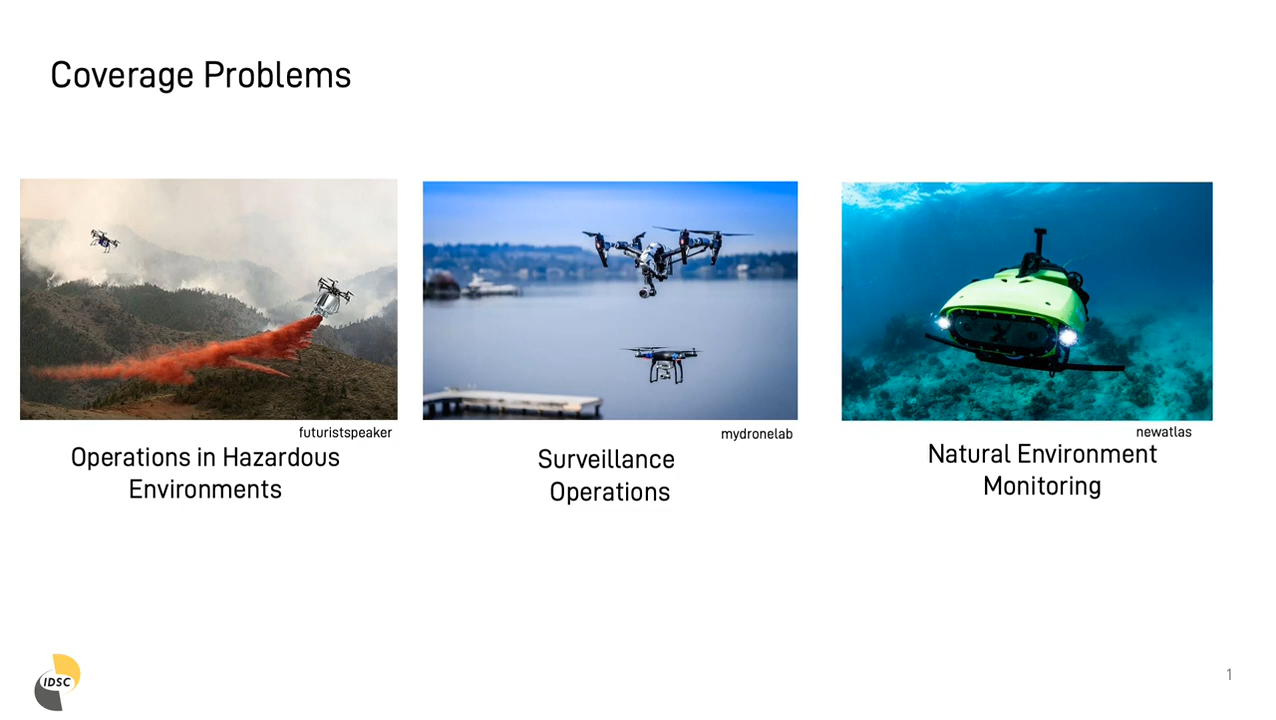 Coverage Problems
futuristspeaker
Operations in Hazardous
Environments
mydronelab
Surveillance
Operations
newatlas
Natural Environment
Monitoring
IDSC
1